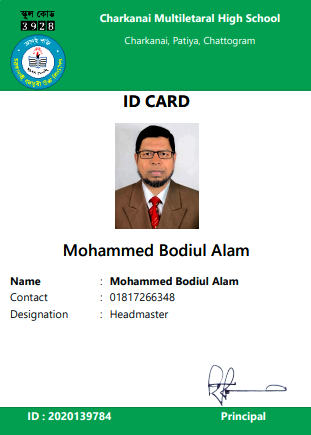 স্কুল কোড
3928
Charkanai Multiletaral High School
Charkanai, Patiya, Chattogram
ID CARD
Mohammed Bodiul Alam
Name : Mohammed Bodiul Alam
Contact : 01817266348
Designation : Headmaster
ID : 2020139784
Principal